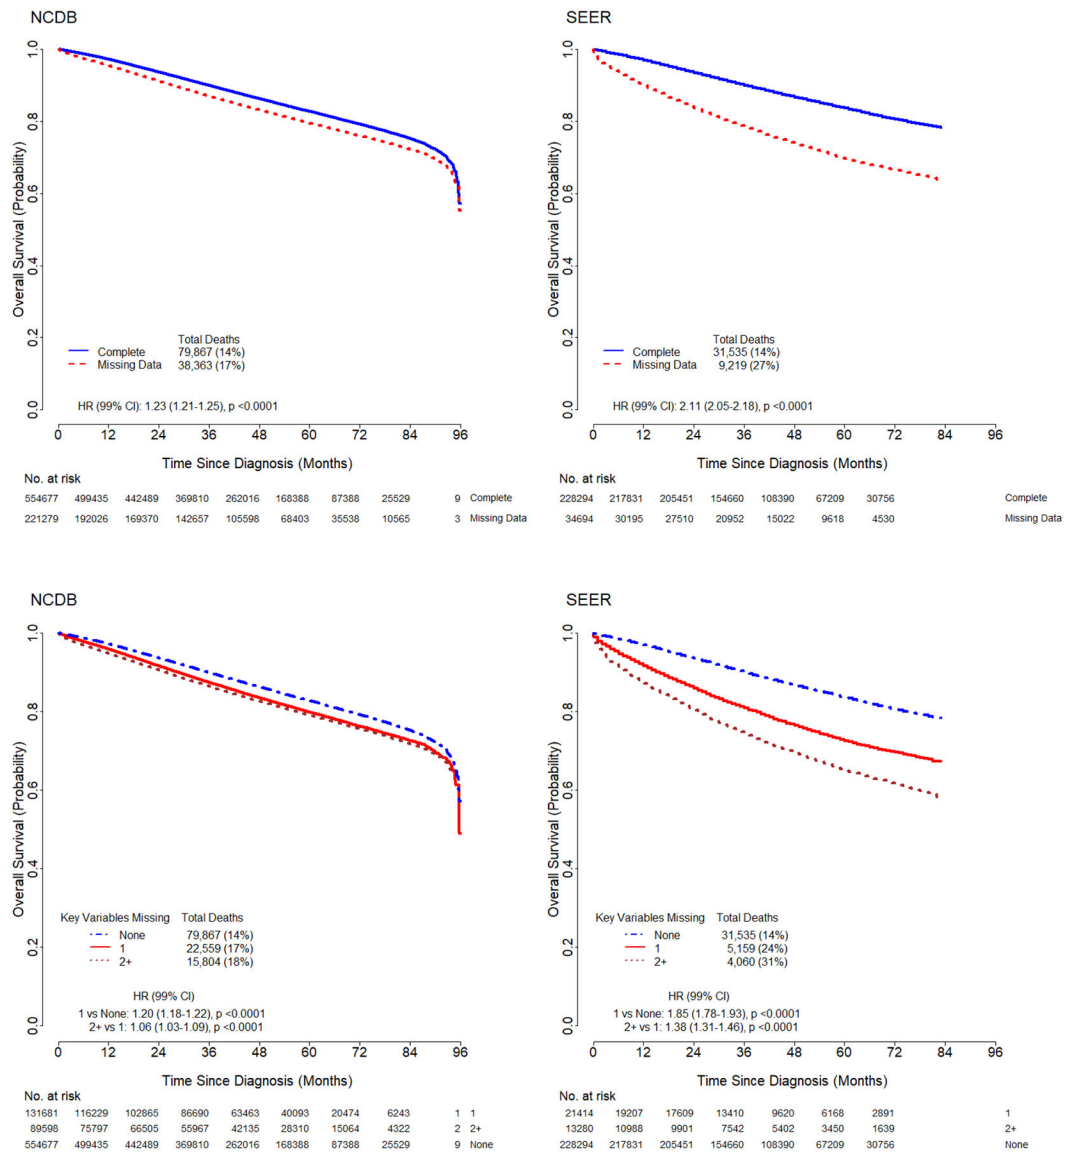 NCDB
1.0
0.8
0.6
0.4
0.2
0.0
Overall Survival (Probability)
Total Deaths
Complete 79,867 (14%)
Missing Data 38,363 (17%)
HR (99% CI): 1.23 (1.21-1.25), p <0.0001
0 12 24 36 48 60 72 84 96
Time Since Diagnosis (Months)
No. at risk
554677 499435 442489 369810 262016 168388 87388 25529 9 Complete
221279 192026 169370 142657 105598 68403 35538 10565 3 Missing Data
SEER
1.0
0.8
0.6
0.4
0.2
0.0
Overall Survival (Probability)
Total Deaths
Complete 31,535 (14%)
Missing Data 9,219 (27%)
HR (99% CI): 2.11 (2.05-2.18), p <0.0001
0 12 24 36 48 60 72 84 96
Time Since Diagnosis (Months)
No. at risk
228294 217831 205451 154660 108390 67209 30756 Complete
34694 30195 27510 20952 15022 9618 4530 Missing Data
NCDB
1.0
0.8
0.6
0.4
0.2
0.0
Overall Survival (Probability)
Key Variables Missing Total Deaths
None 79,867 (14%)
1 22,559 (17%)
2+ 15,804 (18%)
HR (99% CI)
1 vs None: 1.20 (1.18-1.22), p <0.0001
2+ vs 1: 1.06 (1.03-1.09), p <0.0001
0 12 24 36 48 60 72 84 96
Time Since Diagnosis (Months)
No. at risk
131681 116229 102865 86690 63463 40093 20474 6243 1 1
89598 75797 66505 55967 42135 28310 15064 4322 2 2+
554677 499435 442489 369810 262016 168388 87388 25529 9 None
SEER
1.0
0.8
0.6
0.4
0.2
0.0
Overall Survival (Probability)
Key Variables Missing Total Deaths
None 31,535 (14%)
1 5,159 (24%)
2+ 4,060 (31%)
HR (99% CI)
1 vs None: 1.85 (1.78-1.93), p <0.0001
2+ vs 1: 1.38 (1.31-1.46), p <0.0001
0 12 24 36 48 60 72 84 96
Time Since Diagnosis (Months)
No. at risk
21414 19207 17609 13410 9620 6168 2891 1
13280 10988 9901 7542 5402 3450 1639 2+
228294 217831 205451 154660 108390 67209 30756 None